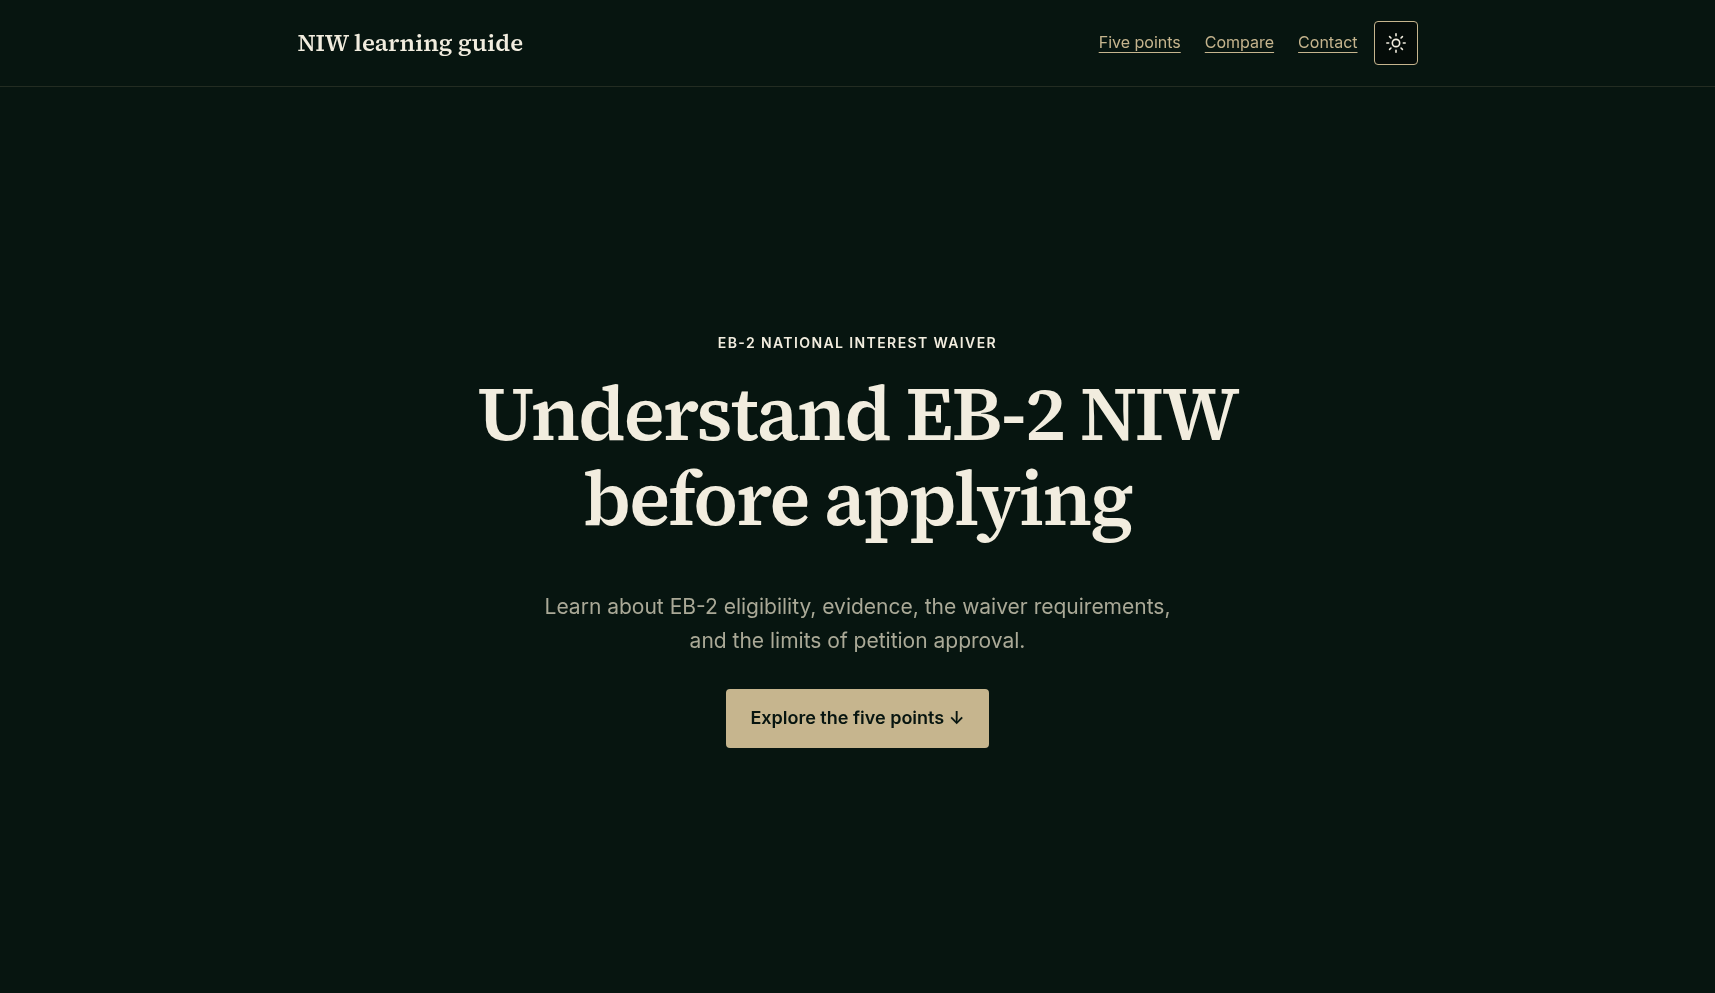 NIW learning guide
Five points
Compare
Contact
EB-2 NATIONAL INTEREST WAIVER
Understand EB-2 NIW
before applying
Learn about EB-2 eligibility, evidence, the waiver requirements,
and the limits of petition approval.
Explore the five points ↓